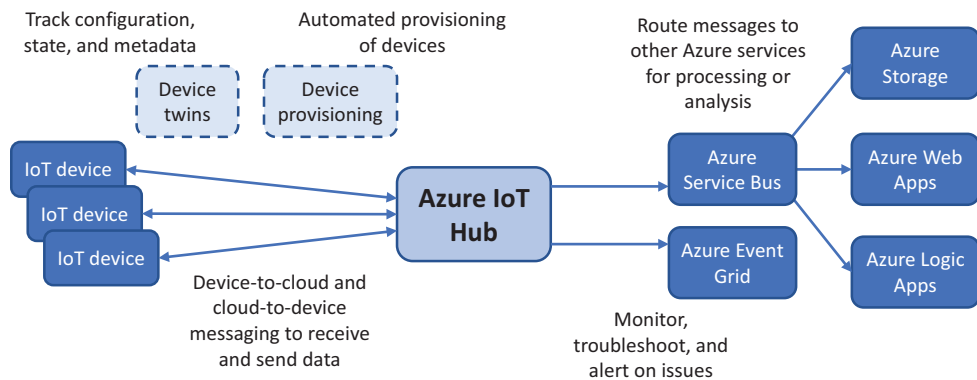 Track configuration,
state, and metadata
Automated provisioning
of devices
Route messages to
other Azure services
for processing or
analysis
Device
twins
Device
provisioning
Azure
Storage
IoT device
IoT device
IoT device
Azure IoT
Hub
Azure
Service Bus
Azure Web
Apps
Azure Event
Grid
Azure Logic
Apps
Device-to-cloud and
cloud-to-device
messaging to receive
and send data
Monitor,
troubleshoot, and
alert on issues